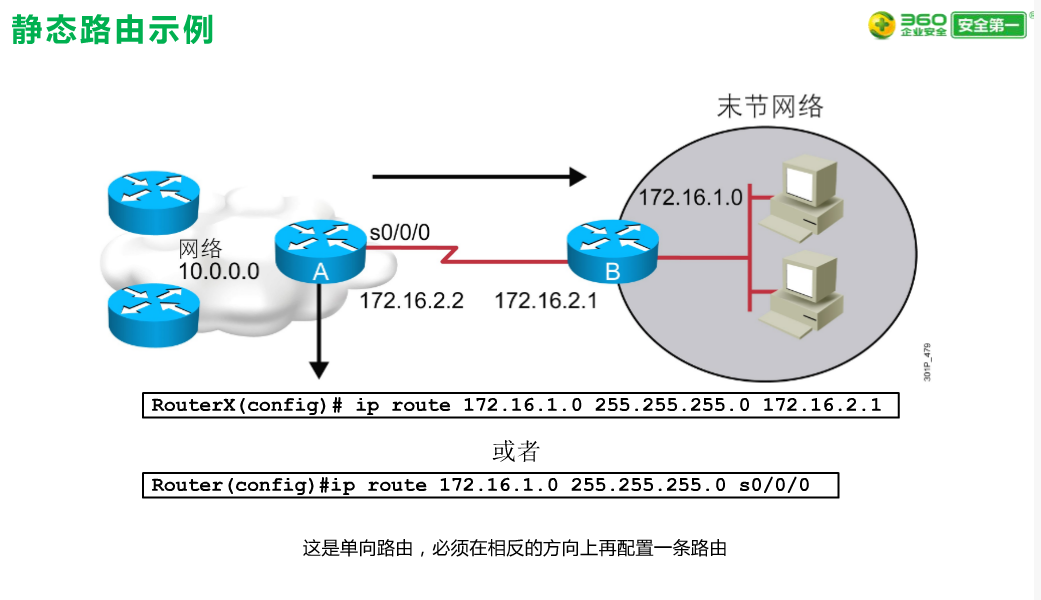 静态路由示例
360
企业安全
安全第一
末节网络
172.16.1.0
s0/0/0
网络
10.0.0.0
A
B
172.16.2.2
172.16.2.1
301P_479
RouterX(config)# ip route 172.16.1.0 255.255.255.0 172.16.2.1
或者
Router(config)#ip route 172.16.1.0 255.255.255.0 s0/0/0
这是单向路由，必须在相反的方向上再配置一条路由